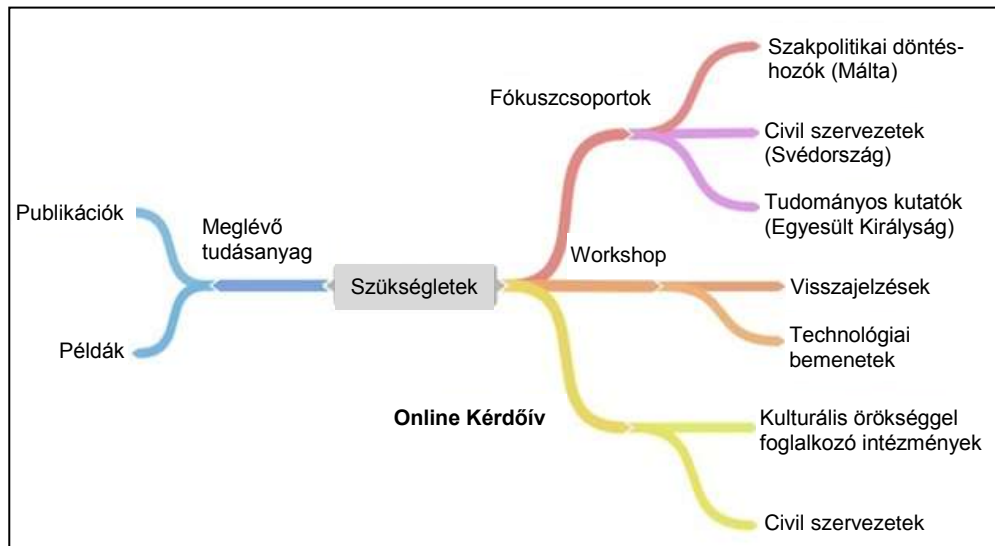 Szakpolitikai döntés-
hozók (Málta)
Fókuszcsoportok
Civil szervezetek
(Svédország)
Tudományos kutatók
(Egyesült Királyság)
Publikációk
Meglévő
tudásanyag
Workshop
Szükségletek
Visszajelzések
Példák
Technológiai
bemenetek
Online Kérdőív
Kulturális örökséggel
foglalkozó intézmények
Civil szervezetek